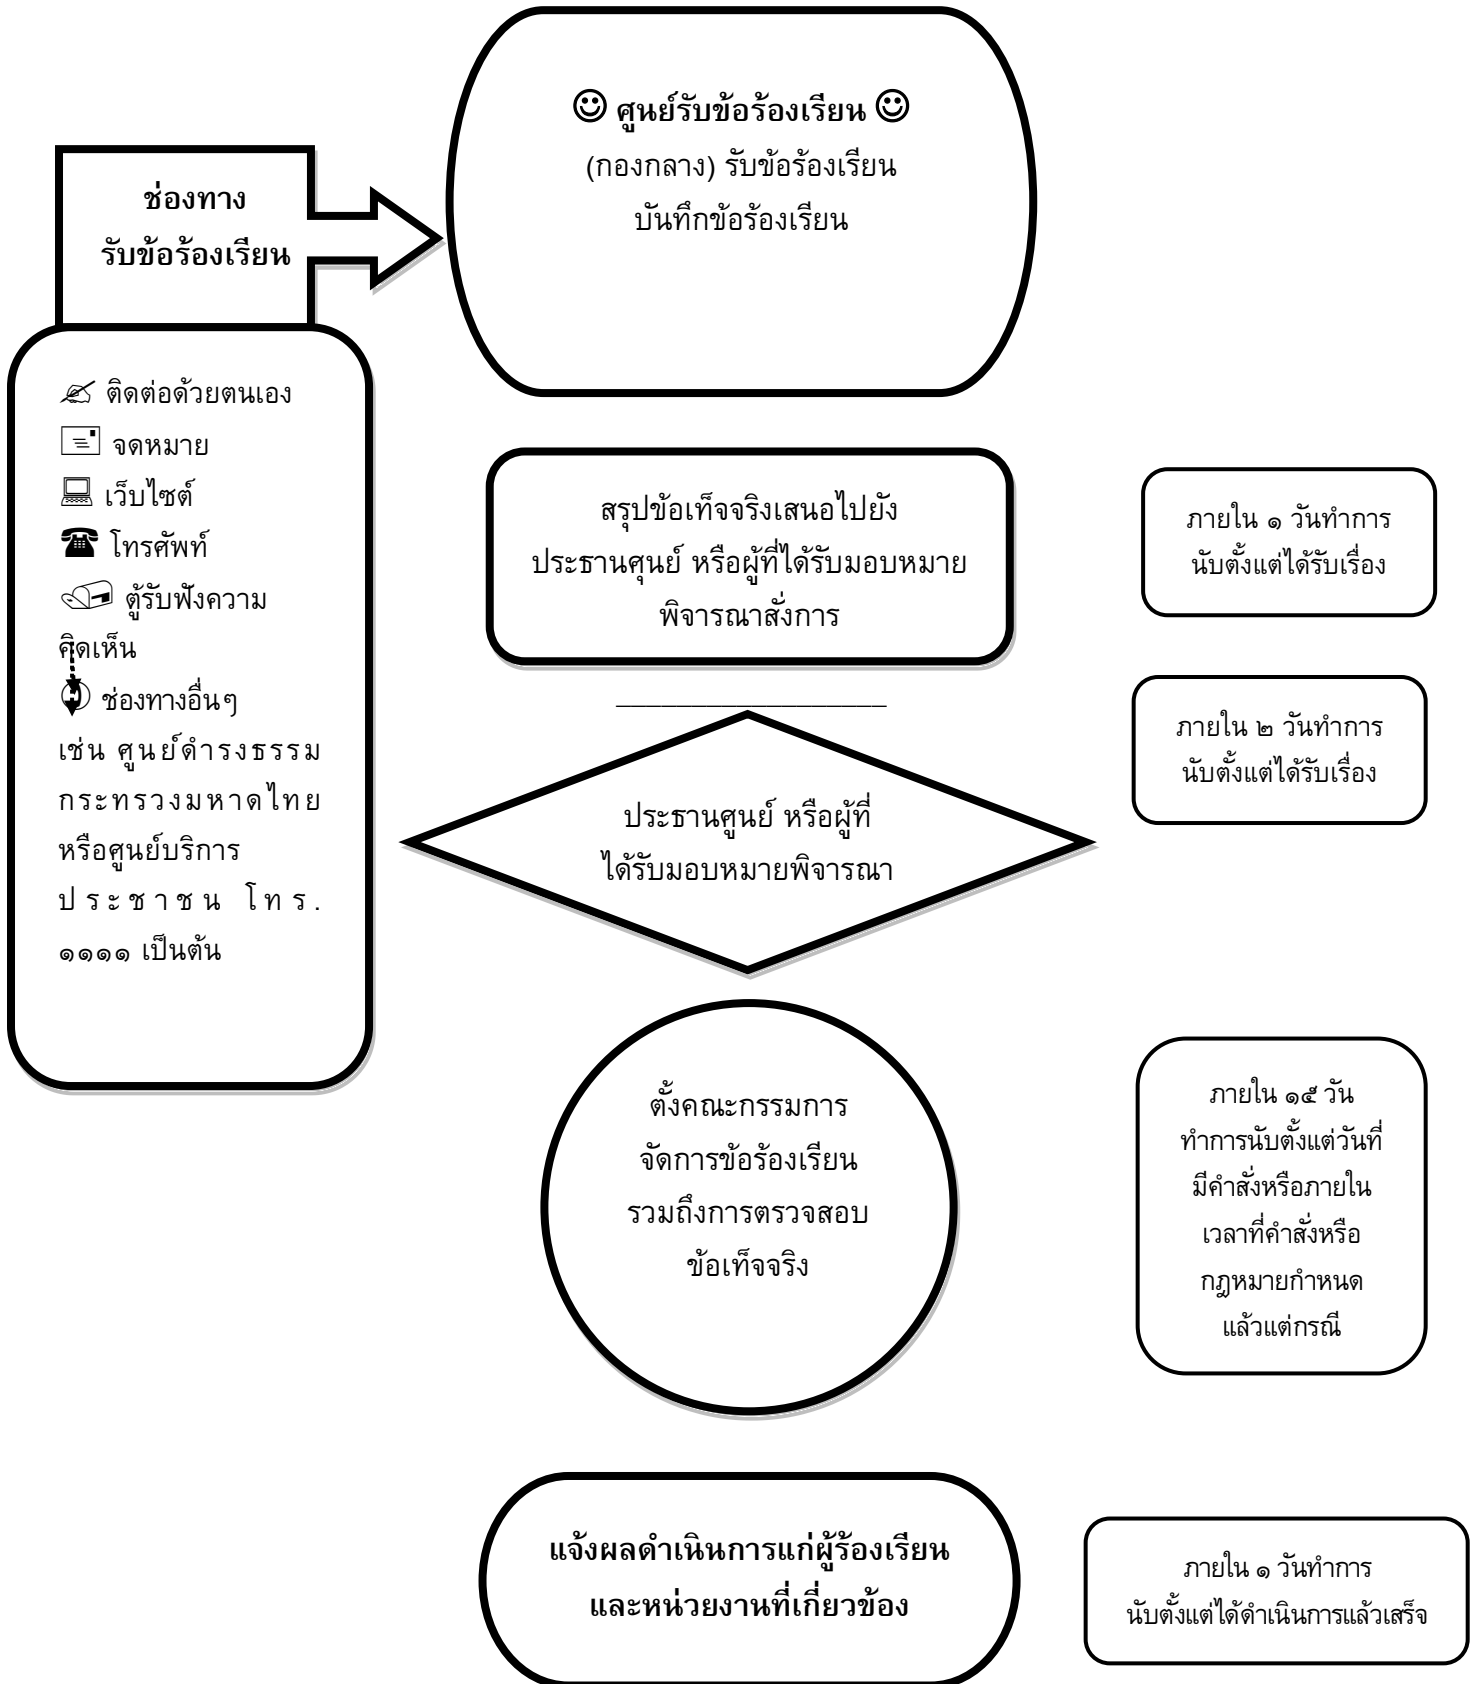 ☺ ศูนย์รับข้อร้องเรียน ☺
(กองกลาง) รับข้อร้องเรียน
บันทึกข้อร้องเรียน
ช่องทาง
รับข้อร้องเรียน
ติดต่อด้วยตนเอง
จดหมาย
เว็บไซต์
โทรศัพท์
ตู้รับฟังความ
คิดเห็น
ช่องทางอื่นๆ
เช่น ศูนย์ดำรงธรรม
กระทรวงมหาดไทย
หรือศูนย์บริการ
ประชาชน โทร.
๑๑๑๑ เป็นต้น
สรุปข้อเท็จจริงเสนอไปยัง
ประธานศุนย์ หรือผู้ที่ได้รับมอบหมาย
พิจารณาสั่งการ
ภายใน ๑ วันทำการ
นับตั้งแต่ได้รับเรื่อง
ภายใน ๒ วันทำการ
นับตั้งแต่ได้รับเรื่อง
ประธานศูนย์ หรือผู้ที่
ได้รับมอบหมายพิจารณา
ตั้งคณะกรรมการ
จัดการข้อร้องเรียน
รวมถึงการตรวจสอบ
ข้อเท็จจริง
ภายใน ๑๕ วัน
ทำการนับตั้งแต่วันที่
มีคำสั่งหรือภายใน
เวลาที่คำสั่งหรือ
กฎหมายกำหนด
แล้วแต่กรณี
แจ้งผลดำเนินการแก่ผู้ร้องเรียน
และหน่วยงานที่เกี่ยวข้อง
ภายใน ๑ วันทำการ
นับตั้งแต่ได้ดำเนินการแล้วเสร็จ